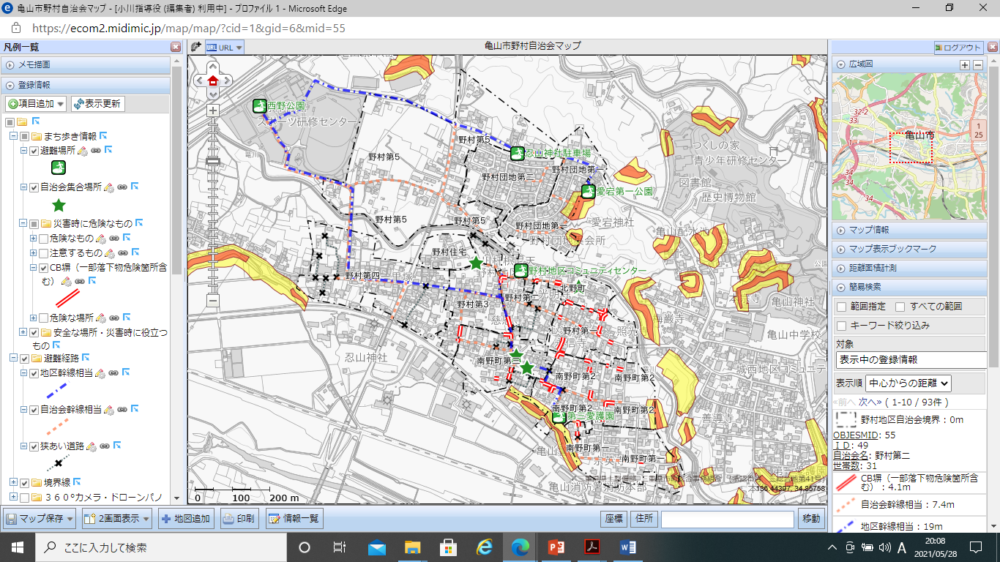 亀山市野村自治会マップ - [小川指導役 (編集者) 利用中] - プロファイル 1 - Microsoft Edge
https://ecom2.midimic.jp/map/map/?cid=1&gid=6&mid=55
凡例一覧
URL
亀山市野村自治会マップ
ログアウト
メモ描画
登録情報
項目追加
表示更新
まち歩き情報
避難場所
自治会集合場所
災害時に危険なもの
危険なもの
注意するもの
CB塀（一部落下物危険箇所含
む）
危険な場所
安全な場所・災害時に役立つ
もの
避難経路
地区幹線相当
自治会幹線相当
狭あい道路
境界線
３６０°カメラ・ドローンパノ
西野公園
スポーツ研修センター
野村第5
野村第5
忍山神社駐車場
野村団地第一
野村団地第二
愛宕第一公園
つくしの家
青少年研修センター
図書館
歴史博物館
野村第5
野村第5
野村団地第一
愛宕神社
亀山配水池
野村住宅
野村地区コミュニティセンター
野村第四
北野町
野村第3
野村第一
野村第一
亀山神社
亀山中学校
忍山神社
南野町第二
南野町第2
南野町第2
南野町第2
南野町第2
第三愛護園
城西地区コミュニテ
善導寺
南野町第一
南野町第一
亀山消防署
136.44397, 34.85758
0 100 200 m
広域図
32-2
33
34
34
34
亀山市
1
25
マップ情報
マップ表示ブックマーク
距離面積計測
簡易検索
範囲指定 すべての範囲
キーワード絞り込み
対象
表示中の登録情報
表示順 中心からの距離
«前へ 次へ» ( 1-10 / 93件 )
野村地区自治会境界：0m
OBJESMID: 55
ＩＤ: 49
自治会名: 野村第二
世帯数: 31
CB塀（一部落下物危険箇所含
む）：4.1m
自治会幹線相当：7.4m
地区幹線相当：19m
マップ保存
2画面表示
地図追加
印刷
情報一覧
座標
住所
移動
ここに入力して検索
A
20:08
2021/05/28